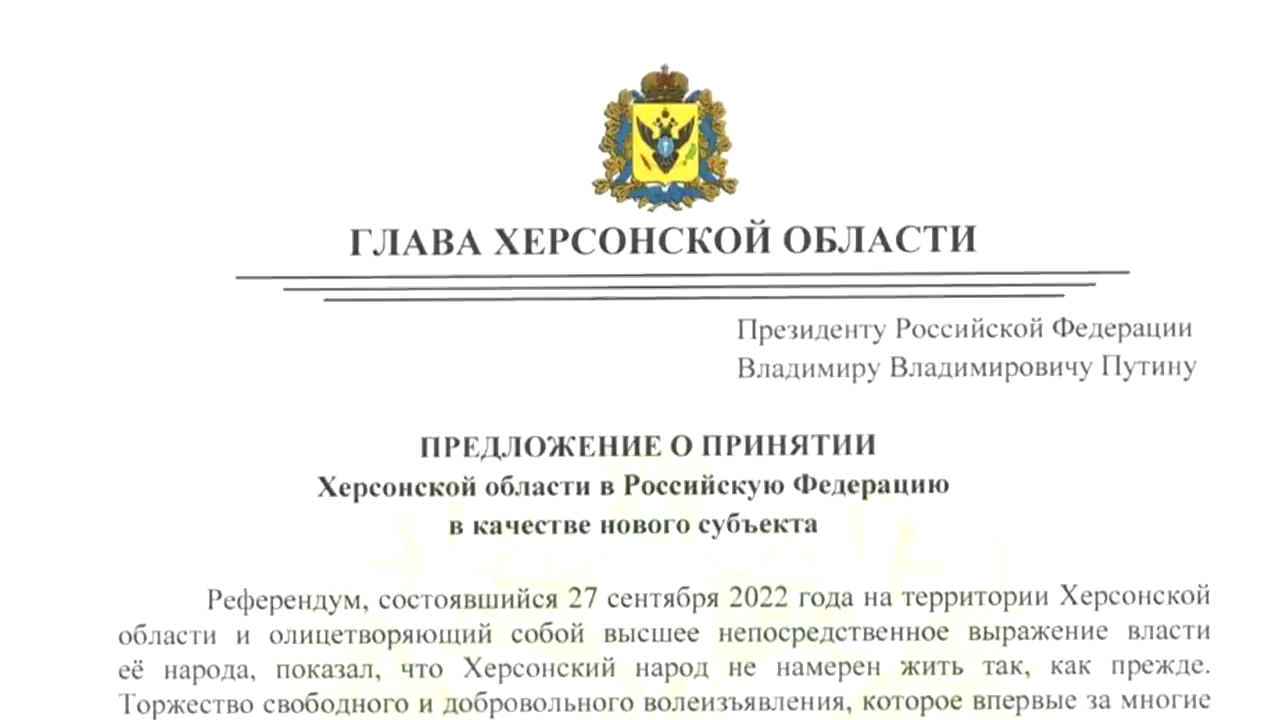 ГЛАВА ХЕРСОНСКОЙ ОБЛАСТИ
Президенту Российской Федерации
Владимиру Владимировичу Путину
ПРЕДЛОЖЕНИЕ О ПРИНЯТИИ
Херсонской области в Российскую Федерацию
в качестве нового субъекта
Референдум, состоявшийся 27 сентября 2022 года на территории Херсонской
области и олицетворяющий собой высшее непосредственное выражение власти
её народа, показал, что Херсонский народ не намерен жить так, как прежде.
Торжество свободного и добровольного волеизъявления, которое впервые за многие